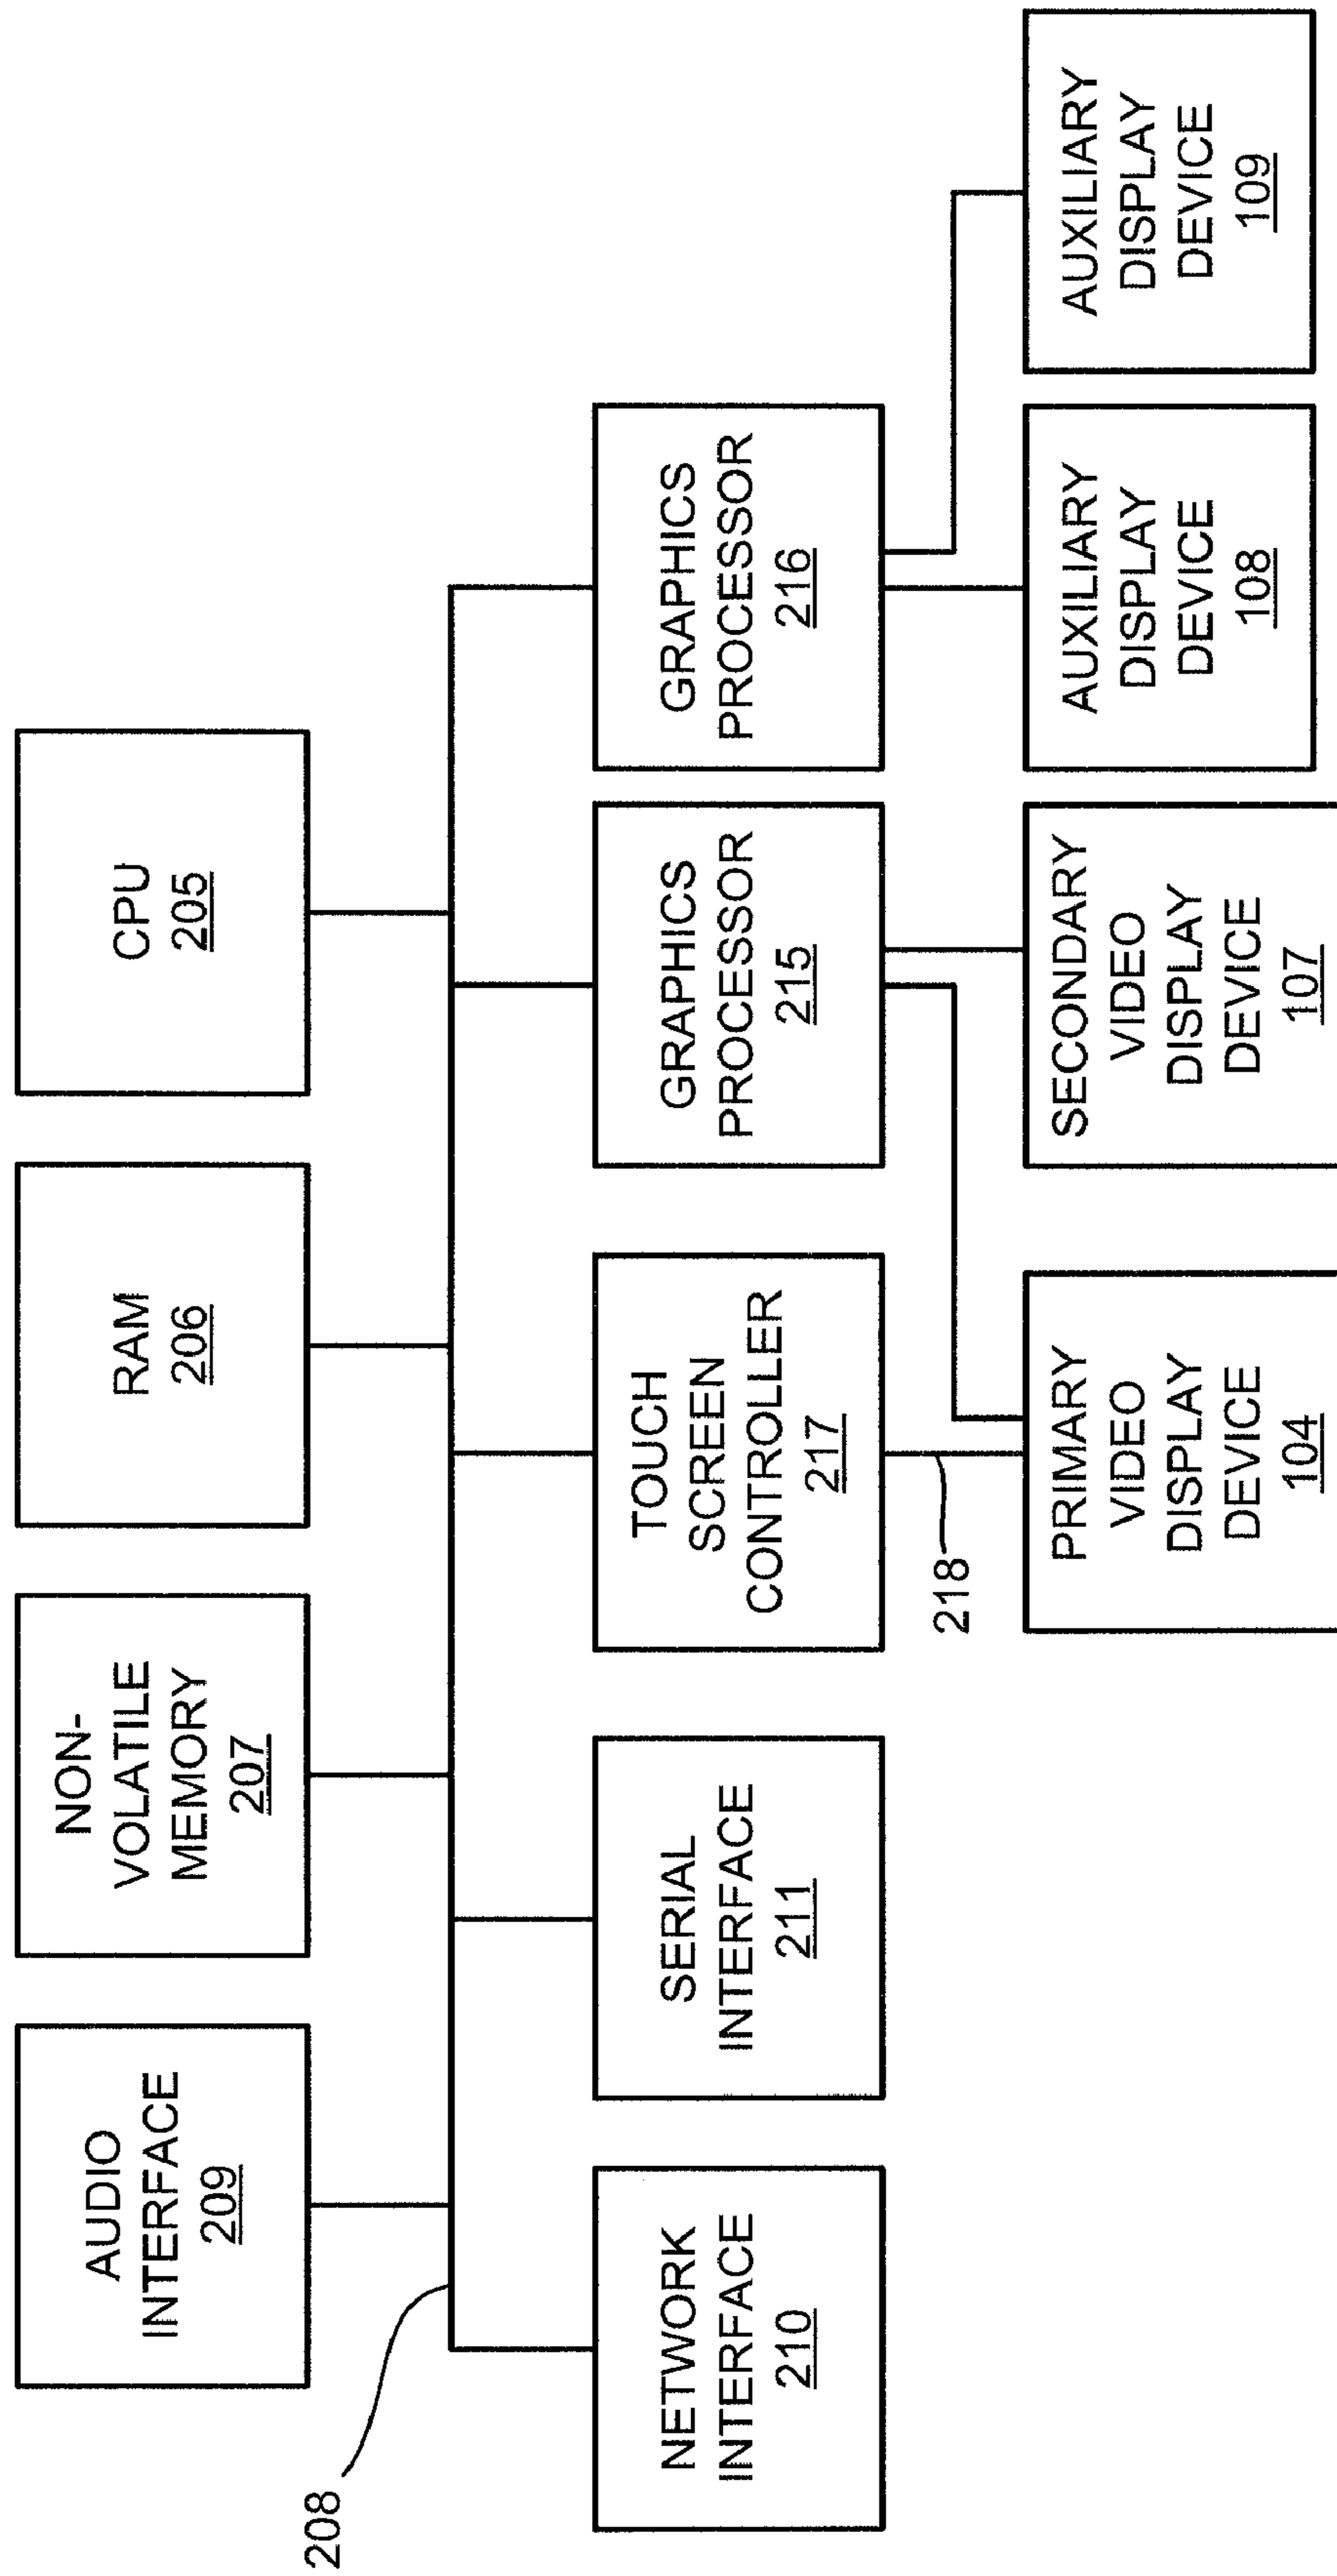 AUDIO
INTERFACE
209
NON-
VOLATILE
MEMORY
207
RAM
206
CPU
205
208
NETWORK
INTERFACE
210
SERIAL
INTERFACE
211
TOUCH
SCREEN
CONTROLLER
217
GRAPHICS
PROCESSOR
215
GRAPHICS
PROCESSOR
216
218
PRIMARY
VIDEO
DISPLAY
DEVICE
104
SECONDARY
VIDEO
DISPLAY
DEVICE
107
AUXILIARY
DISPLAY
DEVICE
108
AUXILIARY
DISPLAY
DEVICE
109